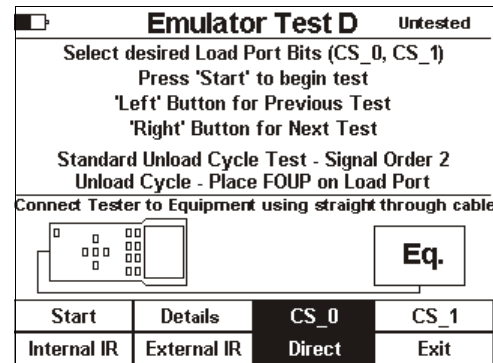 Emulator Test D Untested
Select desired Load Port Bits (CS_0, CS_1)
Press 'Start' to begin test
'Left' Button for Previous Test
'Right' Button for Next Test
Standard Unload Cycle Test - Signal Order 2
Unload Cycle - Place FOUP on Load Port
Connect Tester to Equipment using straight through cable
Eq.
Start Details CS_0 CS_1
Internal IR External IR Direct Exit